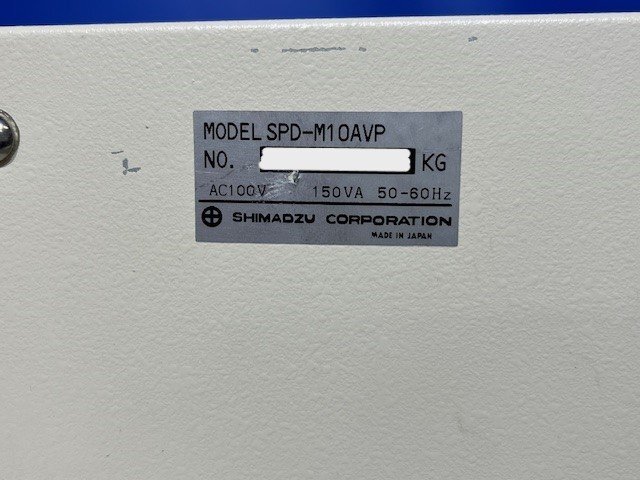 MODEL SPD-M10AVP
NO. KG
AC100V 150VA 50-60Hz
SHIMADZU CORPORATION
MADE IN JAPAN